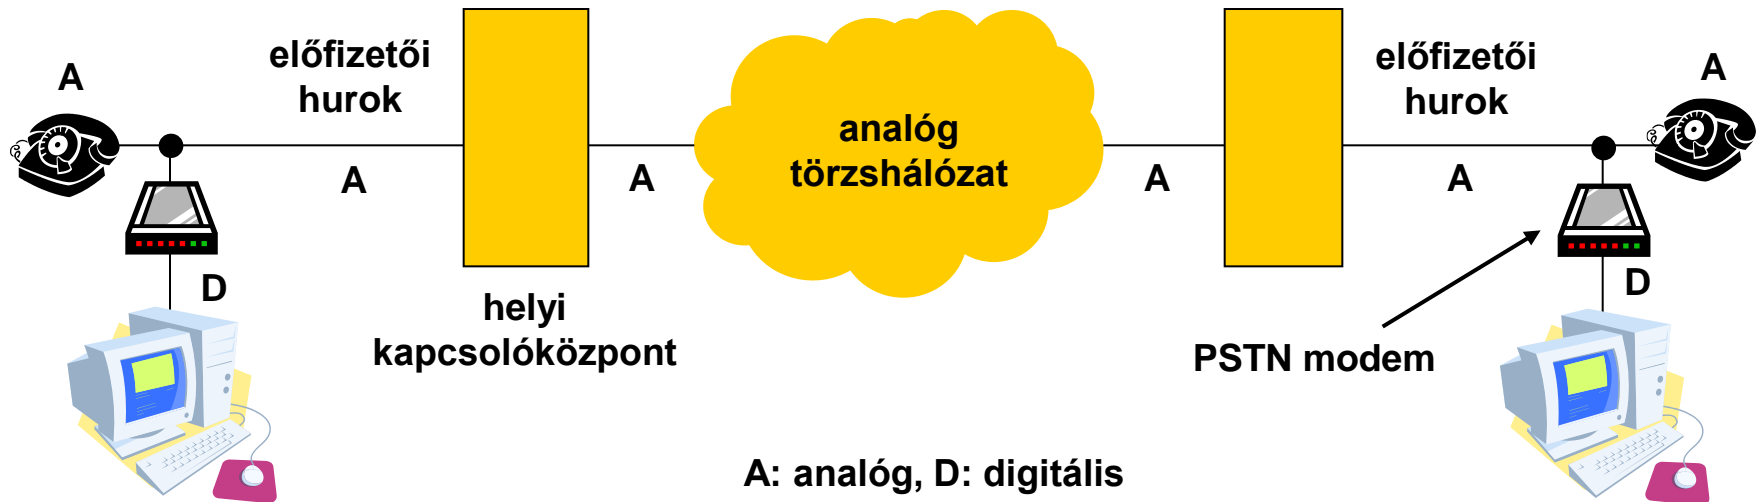 A
előfizetői
hurok
A
D
helyi
kapcsolóközpont
A
analóg
törzshálózat
A
előfizetői
hurok
A
A
D
PSTN modem
A: analóg, D: digitális